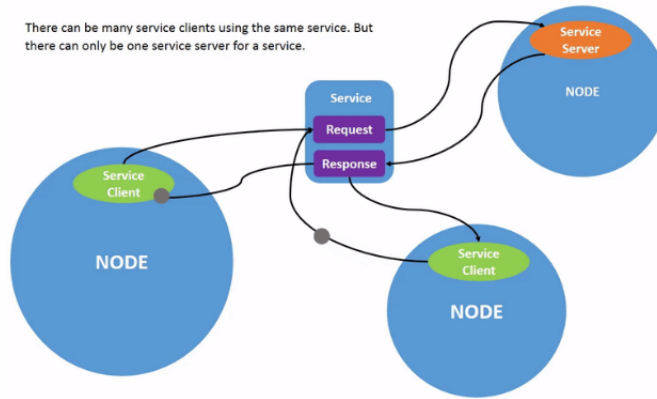 There can be many service clients using the same service. But
there can only be one service server for a service.
Service
Server
NODE
Service
Request
Response
Service
Client
NODE
Service
Client
NODE